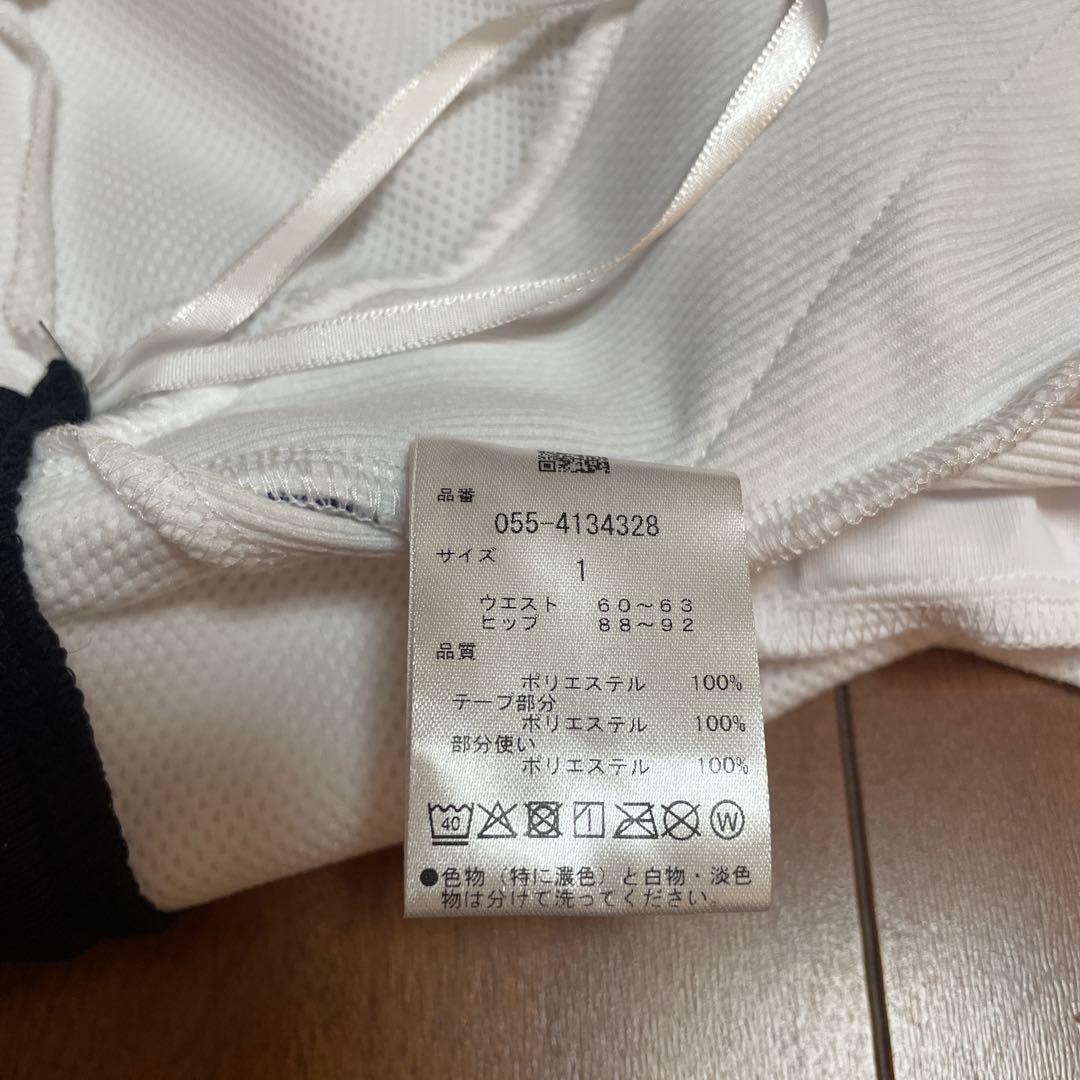 品番
055-4134328
サイズ
1
ウエスト 60～63
ヒップ 88～92
品質
ポリエステル 100%
テープ部分
ポリエステル 100%
部分使い
ポリエステル 100%
40 W
●色物(特に濃色)と白物・淡色
物は分けて洗ってください。